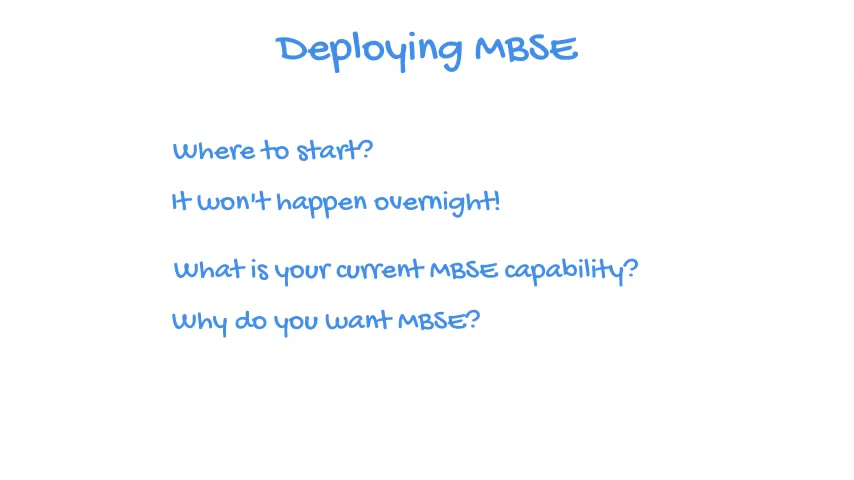 Deploying MBSE
Where to start?
It won't happen overnight!
What is your current MBSE capability?
Why do you want MBSE?